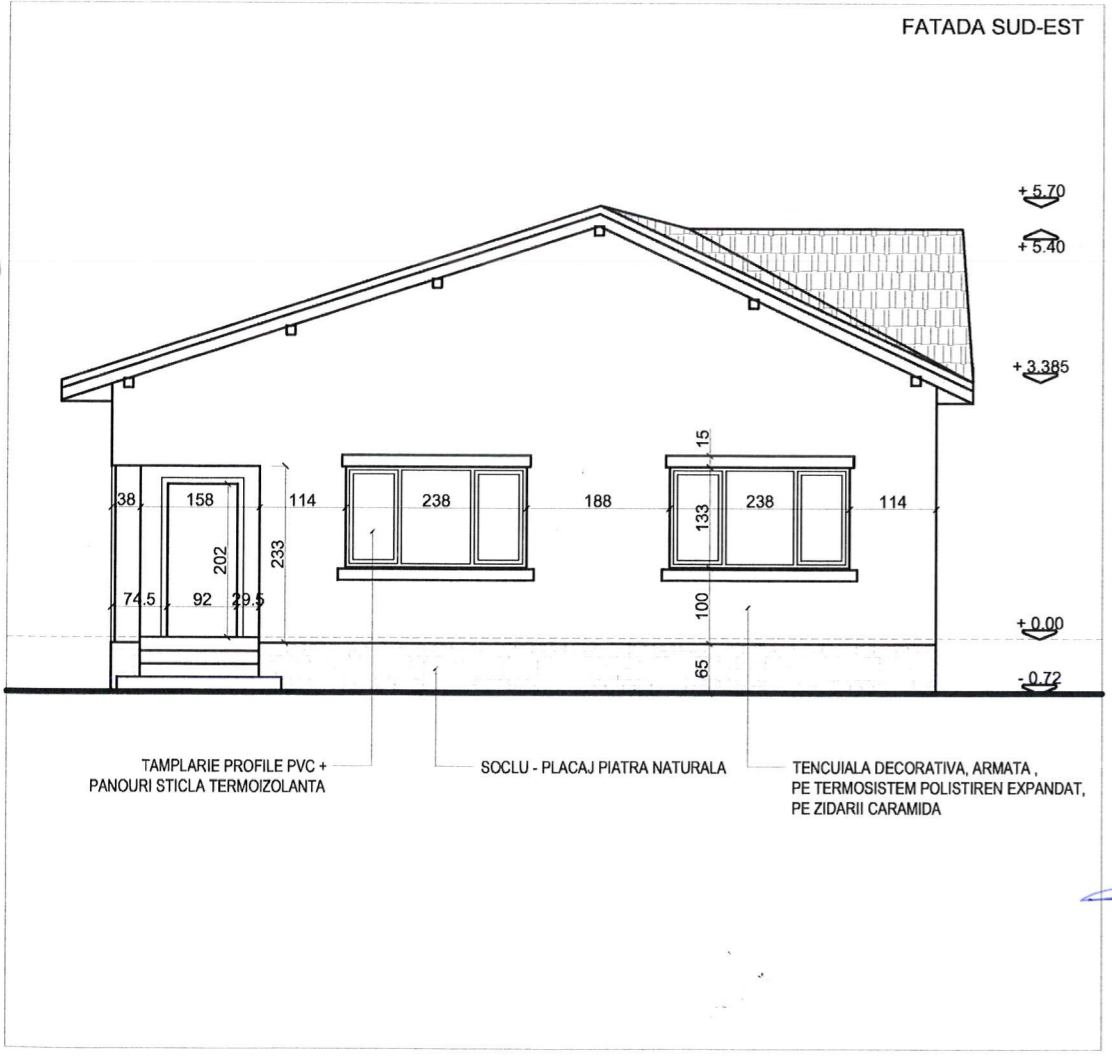 FATADA SUD-EST
+ 5.70
+ 5.40
+ 3.385
15
38 158 114 238 188 133 238 114
202 233
74.5 92 29.5 100
+ 0.00
65
- 0.72
TAMPLARIE PROFILE PVC +
PANOURI STICLA TERMOIZOLANTA
SOCLU - PLACAJ PIATRA NATURALA
TENCUIALA DECORATIVA, ARMATA ,
PE TERMOSISTEM POLISTIREN EXPANDAT,
PE ZIDARII CARAMIDA